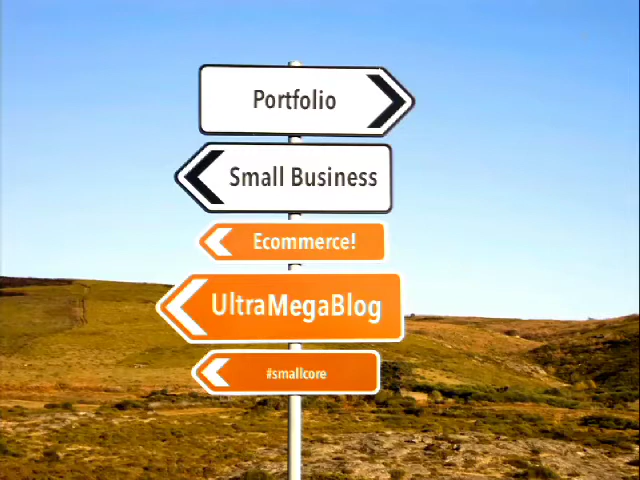 Portfolio
Small Business
Ecommerce!
UltraMegaBlog
#smallcore